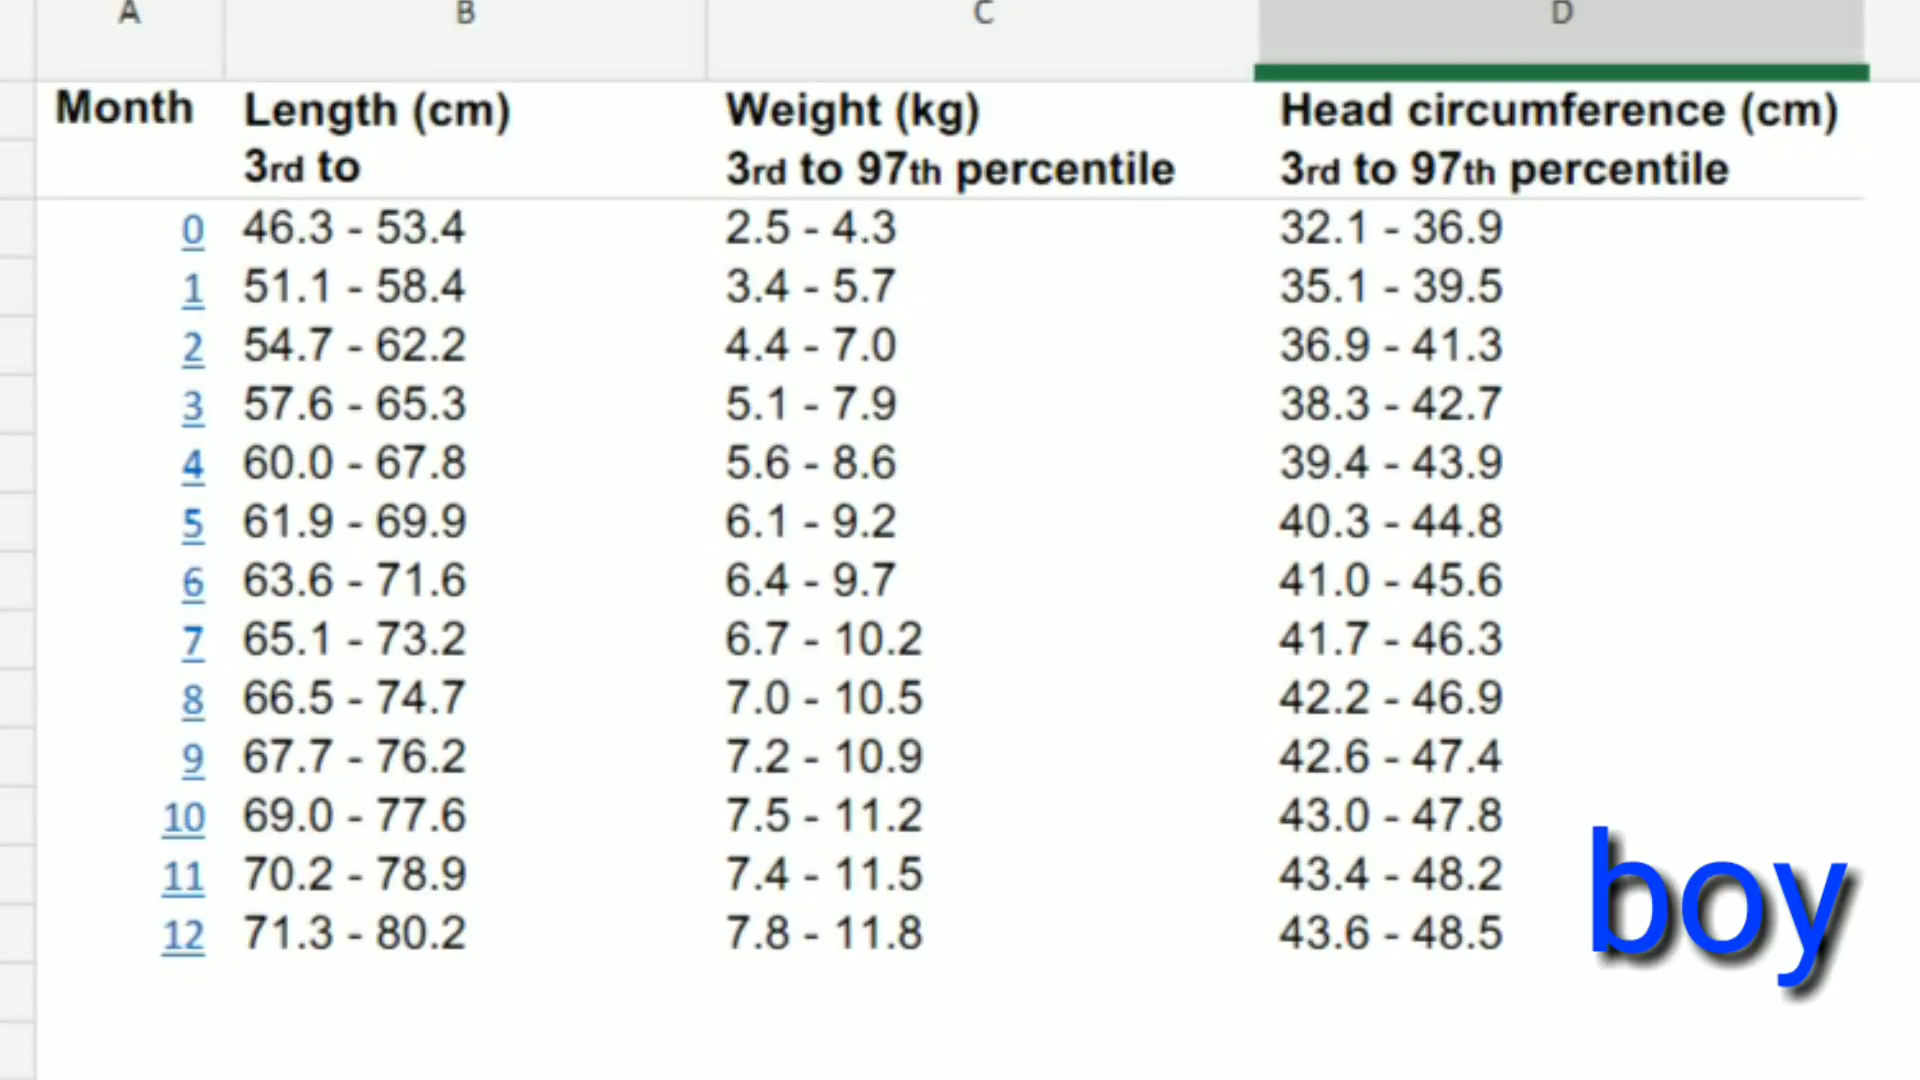 A B C D
Month Length (cm) Weight (kg) Head circumference (cm)
3rd to 3rd to 97th percentile 3rd to 97th percentile
0 46.3 - 53.4 2.5 - 4.3 32.1 - 36.9
1 51.1 - 58.4 3.4 - 5.7 35.1 - 39.5
2 54.7 - 62.2 4.4 - 7.0 36.9 - 41.3
3 57.6 - 65.3 5.1 - 7.9 38.3 - 42.7
4 60.0 - 67.8 5.6 - 8.6 39.4 - 43.9
5 61.9 - 69.9 6.1 - 9.2 40.3 - 44.8
6 63.6 - 71.6 6.4 - 9.7 41.0 - 45.6
7 65.1 - 73.2 6.7 - 10.2 41.7 - 46.3
8 66.5 - 74.7 7.0 - 10.5 42.2 - 46.9
9 67.7 - 76.2 7.2 - 10.9 42.6 - 47.4
10 69.0 - 77.6 7.5 - 11.2 43.0 - 47.8
11 70.2 - 78.9 7.4 - 11.5 43.4 - 48.2
12 71.3 - 80.2 7.8 - 11.8 43.6 - 48.5
boy